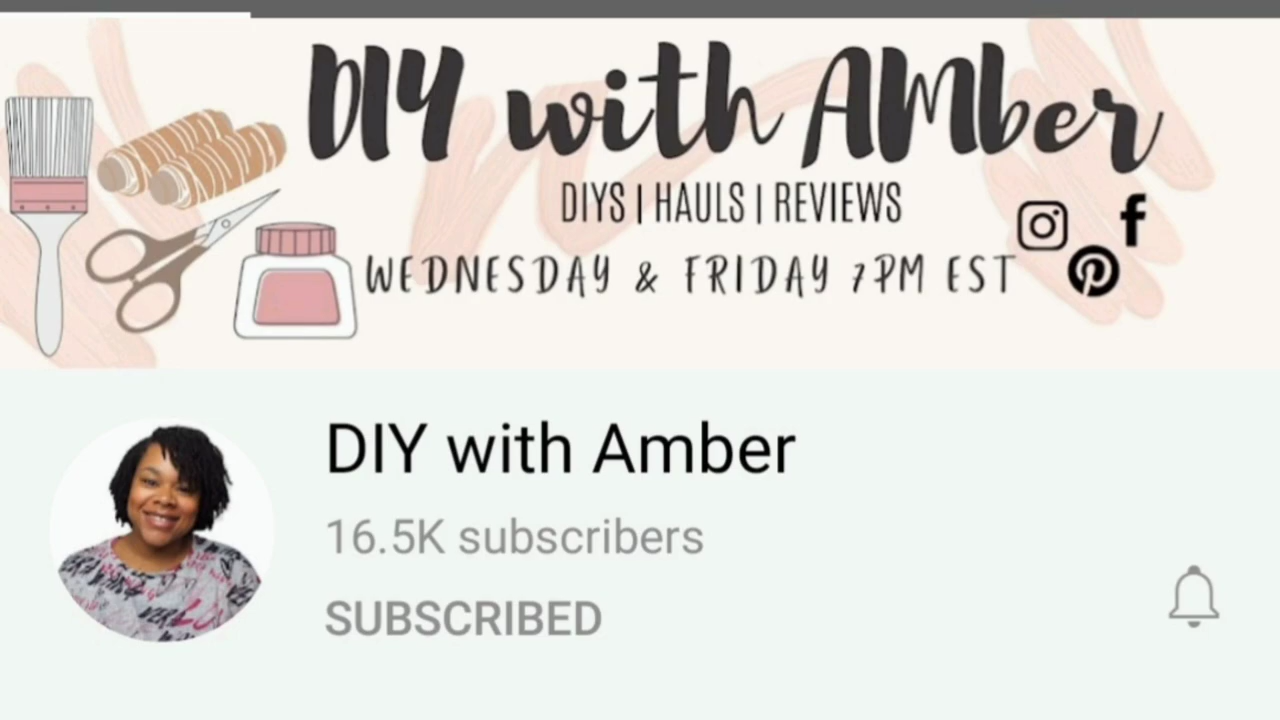 DIY with AMber
DIYS | HAULS | REVIEWS
WEDNESDAY & FRIDAY 7PM EST
DIY with Amber
16.5K subscribers
SUBSCRIBED